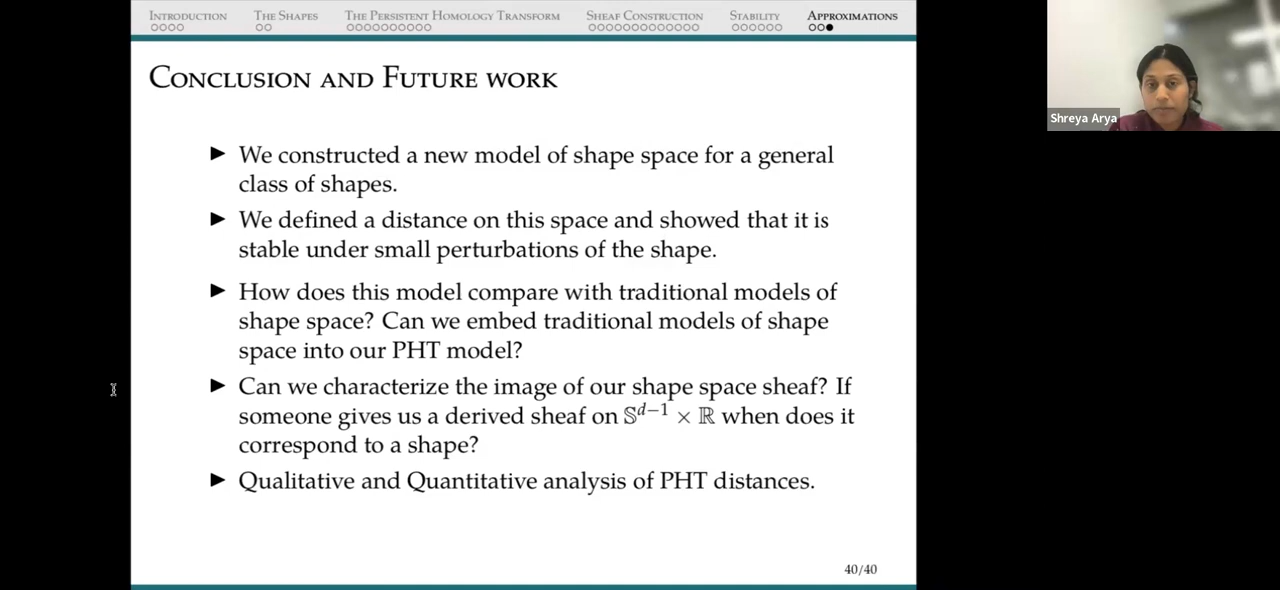 Introduction The Shapes The Persistent Homology Transform Sheaf Construction Stability Approximations
Conclusion and Future work
► We constructed a new model of shape space for a general
class of shapes.
► We defined a distance on this space and showed that it is
stable under small perturbations of the shape.
► How does this model compare with traditional models of
shape space? Can we embed traditional models of shape
space into our PHT model?
► Can we characterize the image of our shape space sheaf? If
someone gives us a derived sheaf on 𝕊^{d−1} × ℝ when does it
correspond to a shape?
► Qualitative and Quantitative analysis of PHT distances.
40/40
Shreya Arya